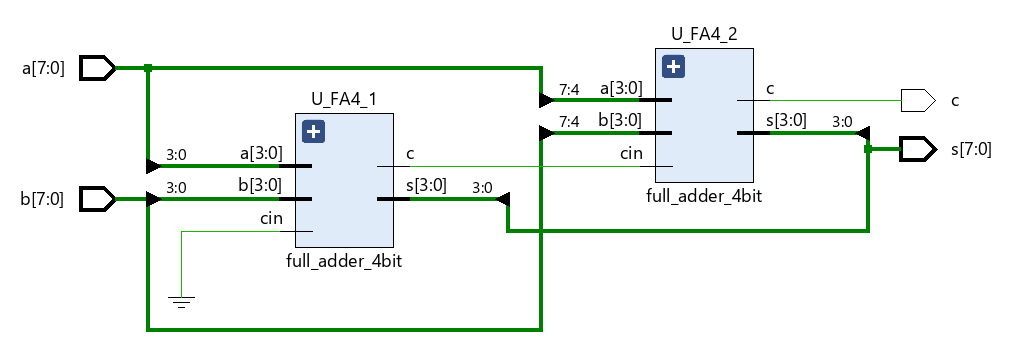 U_FA4_2
a[7:0]
7:4
a[3:0]
c
c
U_FA4_1
7:4
b[3:0]
s[3:0]
3:0
s[7:0]
3:0
a[3:0]
c
cin
b[7:0]
3:0
b[3:0]
s[3:0]
3:0
full_adder_4bit
cin
full_adder_4bit